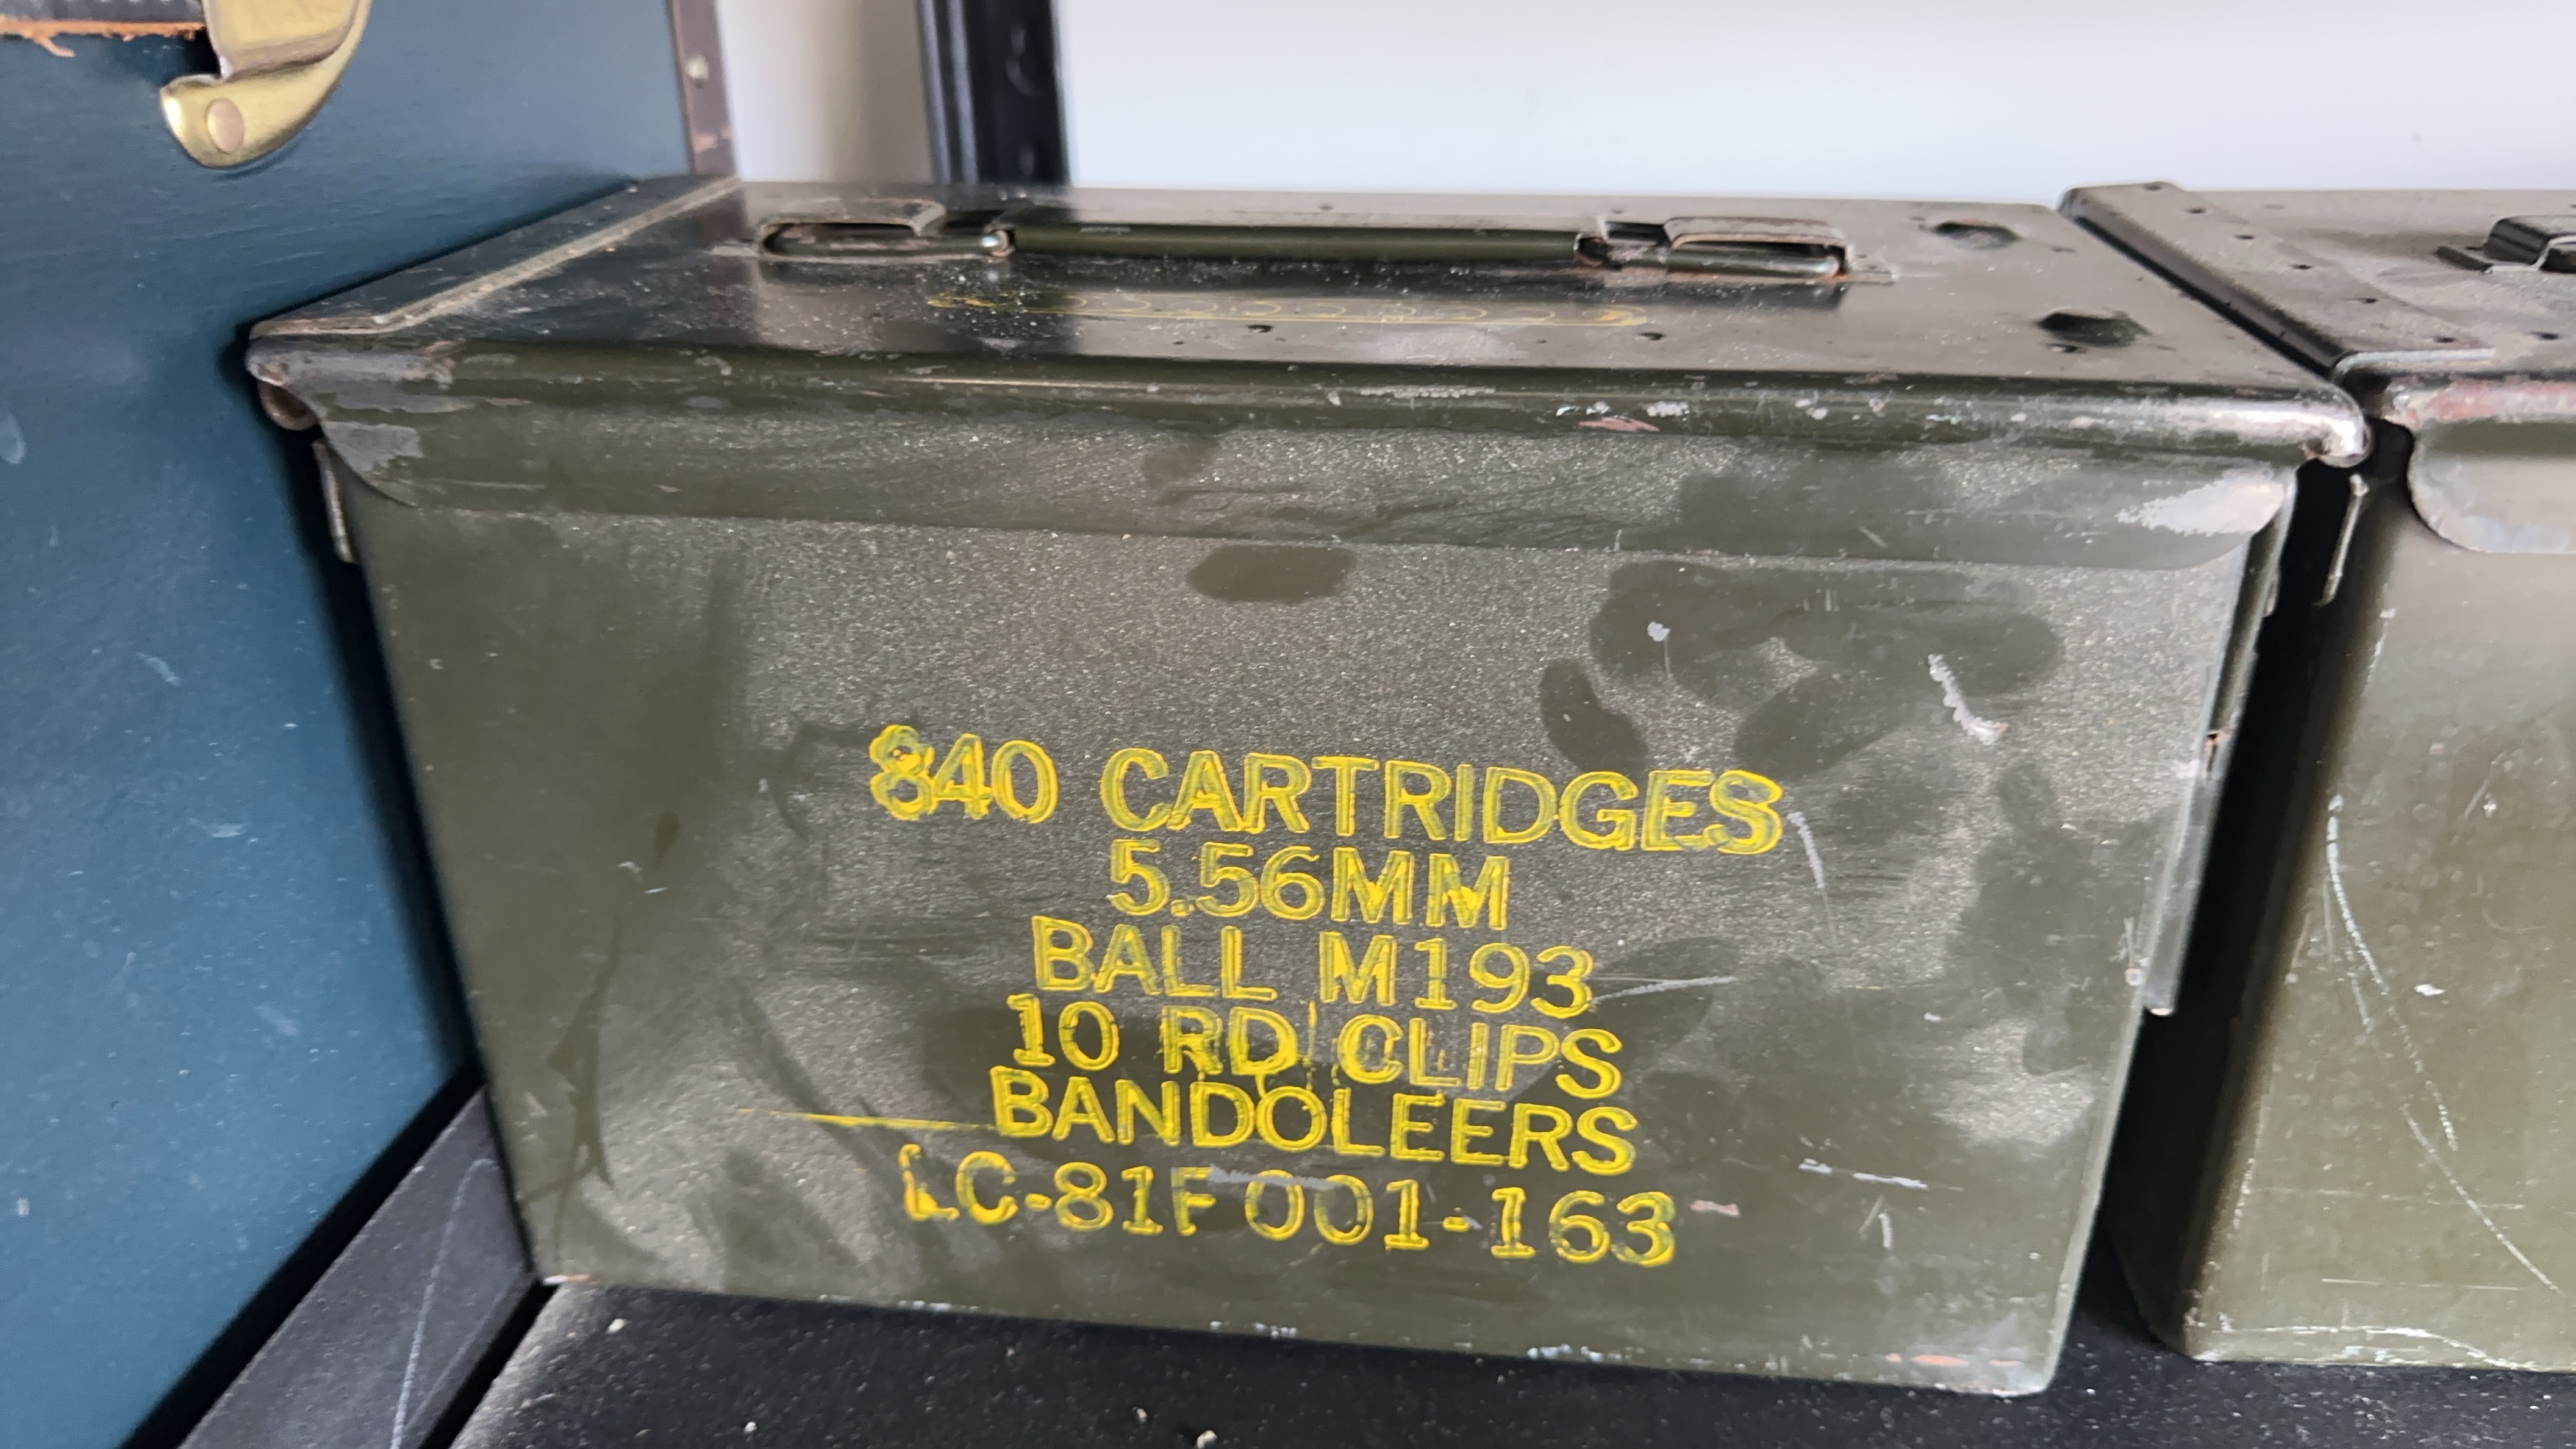 840 CARTRIDGES
5.56MM
BALL M193
10 RD CLIPS
BANDOLEERS
LC-81F001-163